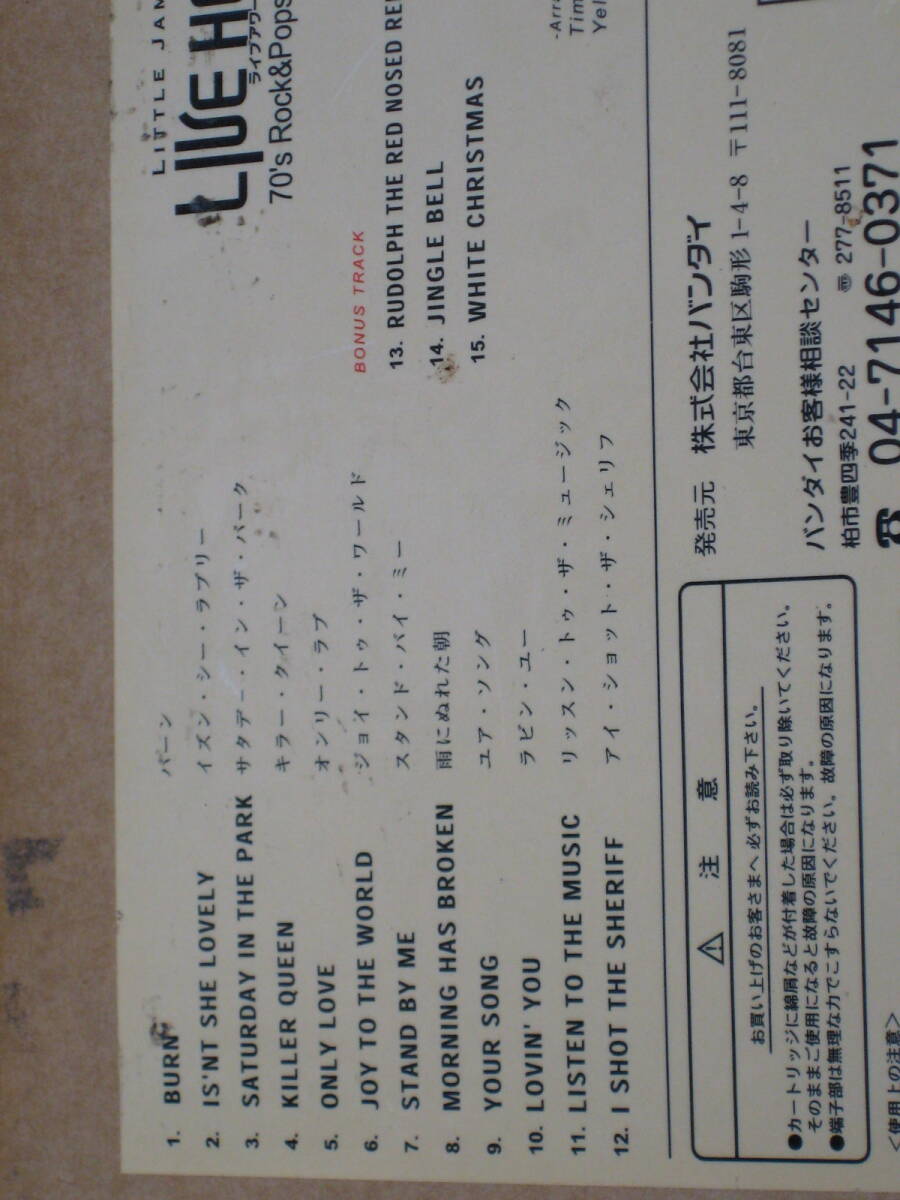 LITTLE JAM
LIVE HO
ライブアワー
70's Rock&Pops
1. BURN バーン
2. IS'NT SHE LOVELY イズン・シー・ラブリー
3. SATURDAY IN THE PARK サタデー・イン・ザ・パーク
4. KILLER QUEEN キラー・クイーン
5. ONLY LOVE オンリー・ラブ
6. JOY TO THE WORLD ジョイ・トゥ・ザ・ワールド
7. STAND BY ME スタンド・バイ・ミー
8. MORNING HAS BROKEN 雨にぬれた朝
9. YOUR SONG ユア・ソング
10. LOVIN' YOU ラビン・ユー
11. LISTEN TO THE MUSIC リッスン・トゥ・ザ・ミュージック
12. I SHOT THE SHERIFF アイ・ショット・ザ・シェリフ
BONUS TRACK
13. RUDOLPH THE RED NOSED RE
14. JINGLE BELL
15. WHITE CHRISTMAS
-Arra
Tim
Yel
⚠ 注 意
お買い上げのお客さまへ 必ずお読み下さい。
●カートリッジに綿屑などが付着した場合は必ず取り除いてください。
そのままご使用になると故障の原因になります。
●端子部は無理な力でこすらないでください。故障の原因になります。
発売元 株式会社バンダイ
東京都台東区駒形1-4-8 〒111-8081
バンダイお客様相談センター
柏市豊四季241-22 〠 277-8511
☎ 04-7146-0371
<使用上の注意>